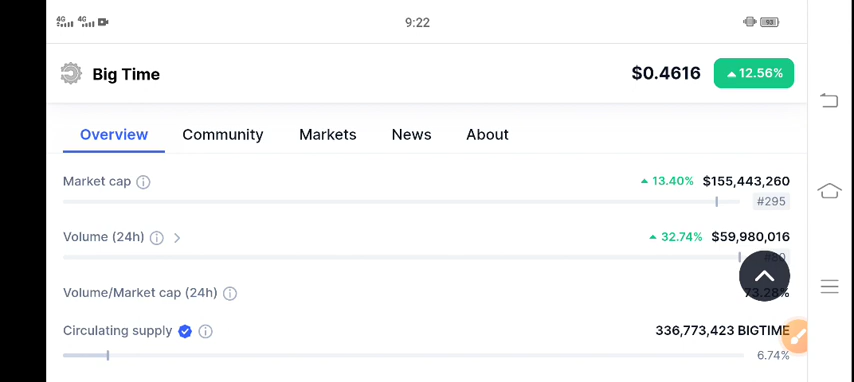 4G 4G 9:22 93
Big Time $0.4616 12.56%
Overview Community Markets News About
Market cap 13.40% $155,443,260
#295
Volume (24h) 32.74% $59,980,016
Volume/Market cap (24h) 73.28%
Circulating supply 336,773,423 BIGTIME
6.74%